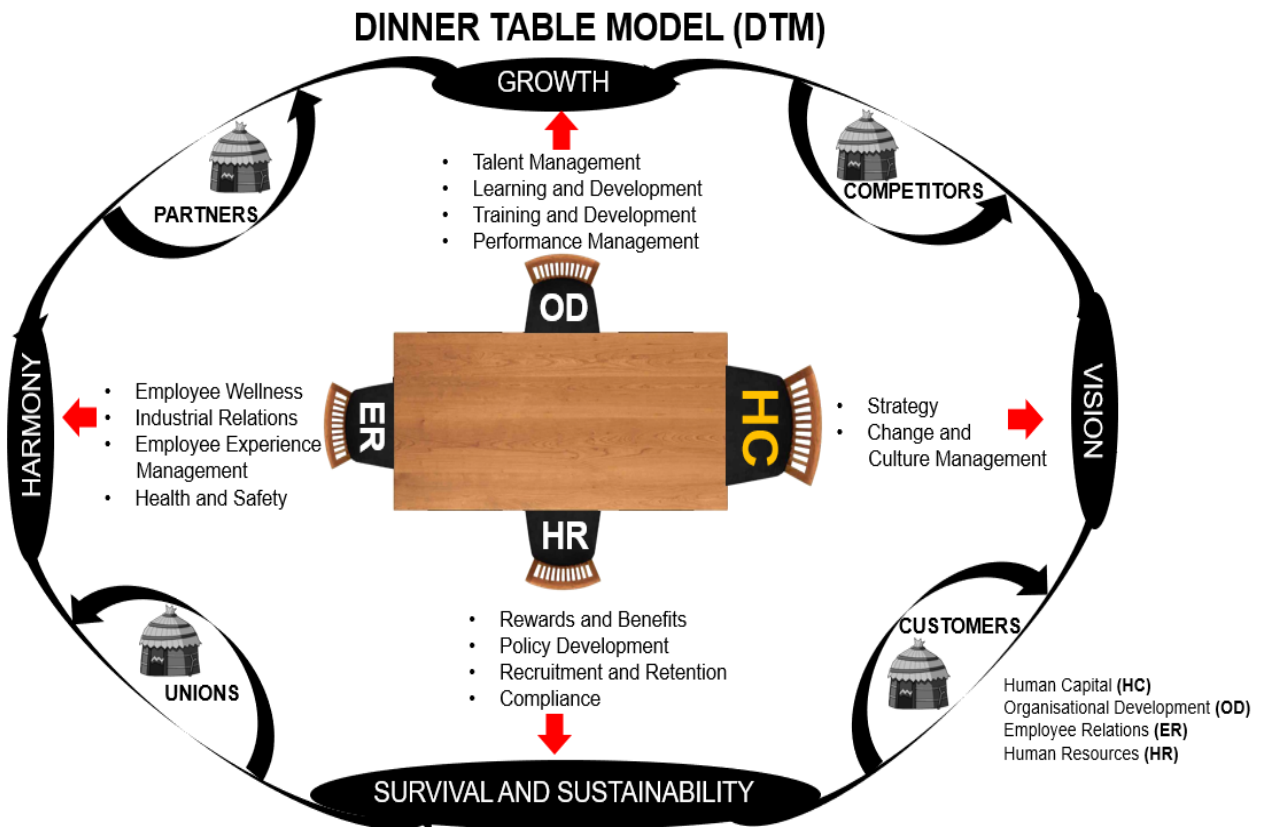 DINNER TABLE MODEL (DTM)
GROWTH
• Talent Management
• Learning and Development
• Training and Development
• Performance Management
PARTNERS
COMPETITORS
OD
HARMONY
• Employee Wellness
• Industrial Relations
• Employee Experience
Management
• Health and Safety
ER
HC
• Strategy
• Change and
Culture Management
VISION
HR
• Rewards and Benefits
• Policy Development
• Recruitment and Retention
• Compliance
UNIONS
CUSTOMERS
SURVIVAL AND SUSTAINABILITY
Human Capital (HC)
Organisational Development (OD)
Employee Relations (ER)
Human Resources (HR)